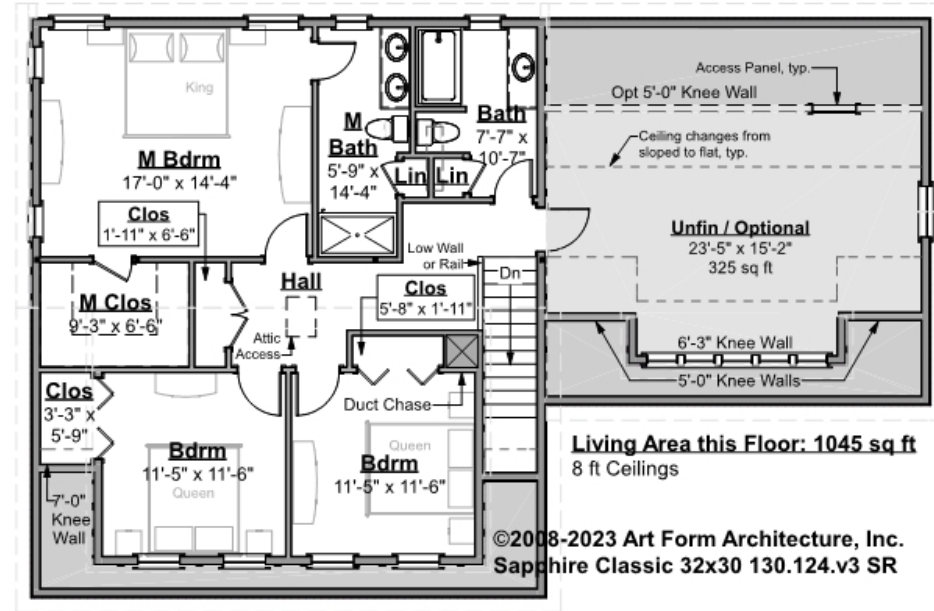 King
M Bdrm
17'-0" x 14'-4"
M
Bath
5'-9" x
14'-4"
Bath
7'-7" x
10'-7"
Lin
Lin
Access Panel, typ.
Opt 5'-0" Knee Wall
Ceiling changes from
sloped to flat, typ.
Unfin / Optional
23'-5" x 15'-2"
325 sq ft
Clos
1'-11" x 6'-6"
Low Wall
or Rail
Dn
Hall
Clos
5'-8" x 1'-11"
M Clos
9'-3" x 6'-6"
Attic
Access
6'-3" Knee Wall
5'-0" Knee Walls
Clos
3'-3" x
5'-9"
Duct Chase
Bdrm
11'-5" x 11'-6"
Queen
Queen
Bdrm
11'-5" x 11'-6"
7'-0"
Knee
Wall
Living Area this Floor: 1045 sq ft
8 ft Ceilings
©2008-2023 Art Form Architecture, Inc.
Sapphire Classic 32x30 130.124.v3 SR